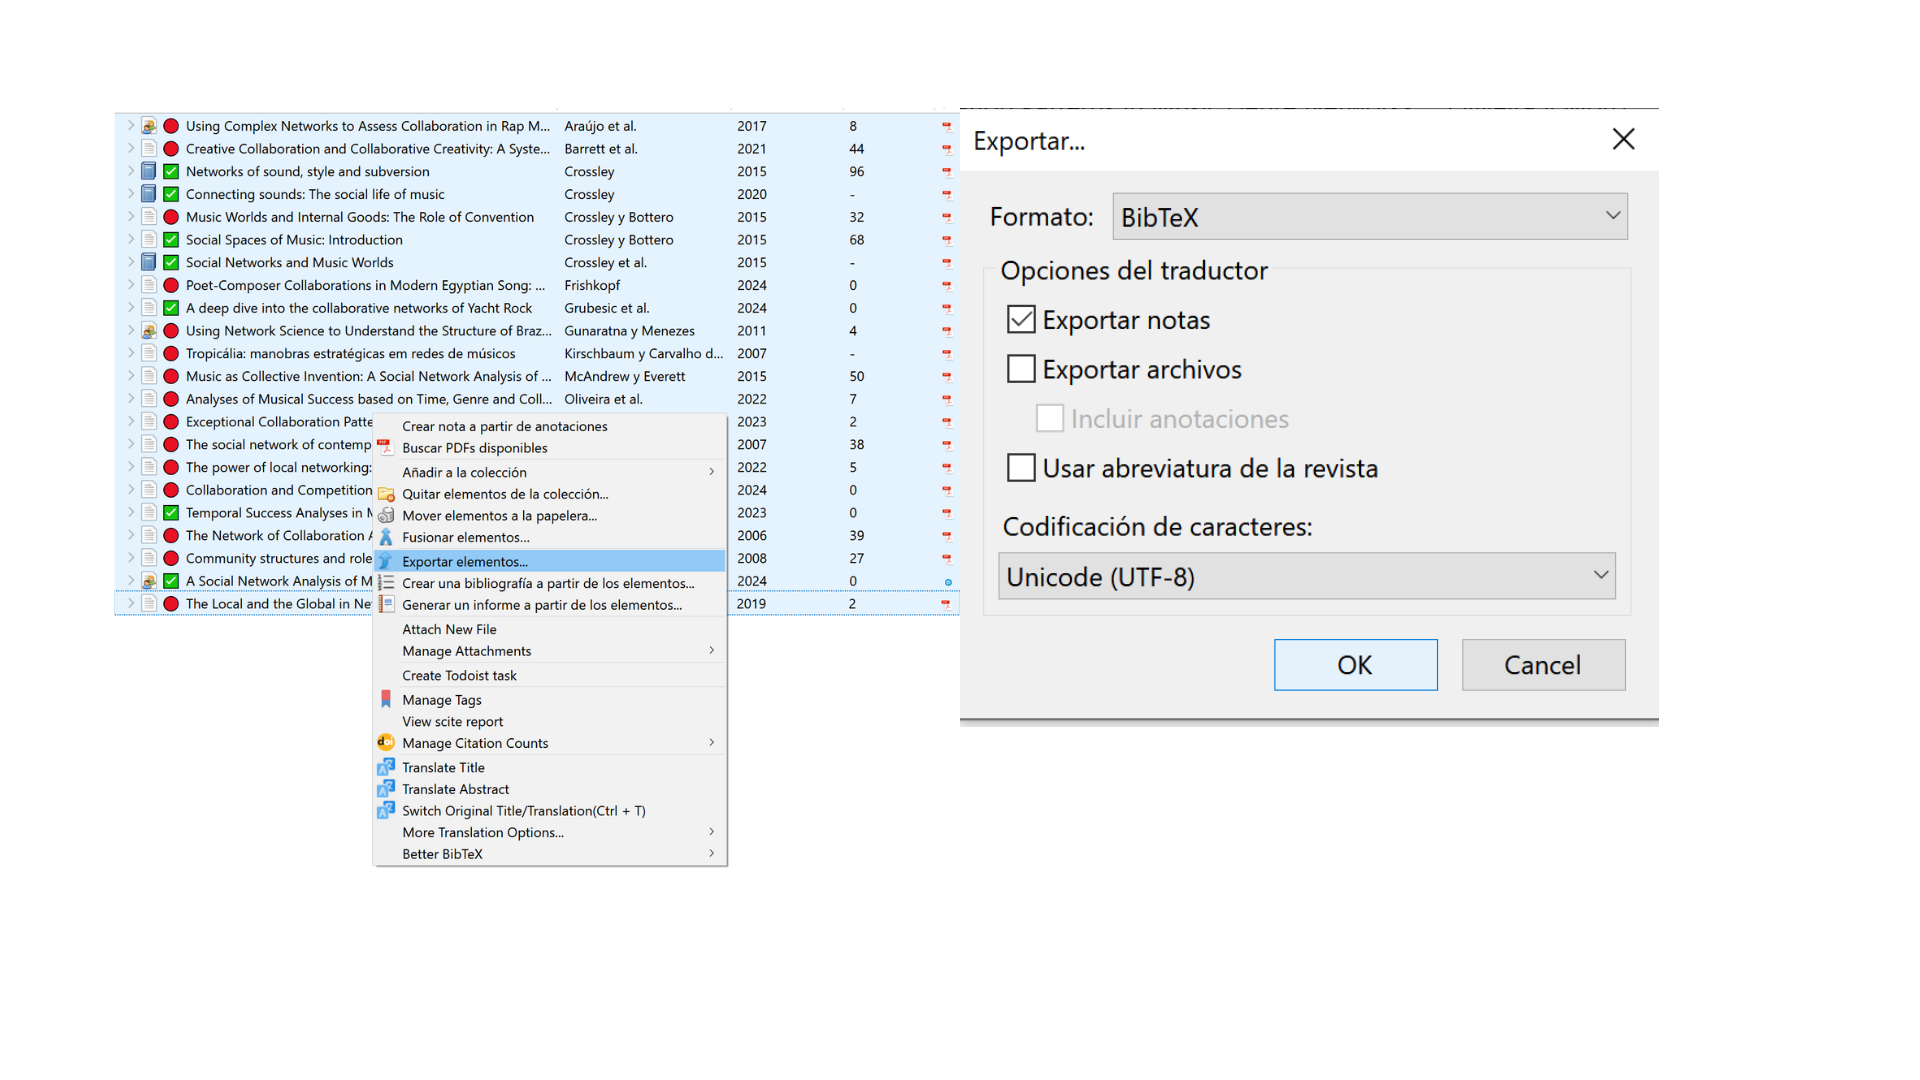 Using Complex Networks to Assess Collaboration in Rap M... Araújo et al. 2017 8
Creative Collaboration and Collaborative Creativity: A Syste... Barrett et al. 2021 44
Networks of sound, style and subversion Crossley 2015 96
Connecting sounds: The social life of music Crossley 2020 -
Music Worlds and Internal Goods: The Role of Convention Crossley y Bottero 2015 32
Social Spaces of Music: Introduction Crossley y Bottero 2015 68
Social Networks and Music Worlds Crossley et al. 2015 -
Poet-Composer Collaborations in Modern Egyptian Song: ... Frishkopf 2024 0
A deep dive into the collaborative networks of Yacht Rock Grubesic et al. 2024 0
Using Network Science to Understand the Structure of Braz... Gunaratna y Menezes 2011 4
Tropicália: manobras estratégicas em redes de músicos Kirschbaum y Carvalho d... 2007 -
Music as Collective Invention: A Social Network Analysis of ... McAndrew y Everett 2015 50
Analyses of Musical Success based on Time, Genre and Coll... Oliveira et al. 2022 7
Exceptional Collaboration Patte 2023 2
The social network of contemp 2007 38
The power of local networking: 2022 5
Collaboration and Competition 2024 0
Temporal Success Analyses in M 2023 0
The Network of Collaboration A 2006 39
Community structures and role 2008 27
A Social Network Analysis of M 2024 0
The Local and the Global in Ne 2019 2
Crear nota a partir de anotaciones
Buscar PDFs disponibles
Añadir a la colección
Quitar elementos de la colección...
Mover elementos a la papelera...
Fusionar elementos...
Exportar elementos...
Crear una bibliografía a partir de los elementos...
Generar un informe a partir de los elementos...
Attach New File
Manage Attachments
Create Todoist task
Manage Tags
View scite report
Manage Citation Counts
Translate Title
Translate Abstract
Switch Original Title/Translation(Ctrl + T)
More Translation Options...
Better BibTeX
Exportar...
Formato: BibTeX
Opciones del traductor
Exportar notas
Exportar archivos
Incluir anotaciones
Usar abreviatura de la revista
Codificación de caracteres:
Unicode (UTF-8)
OK Cancel